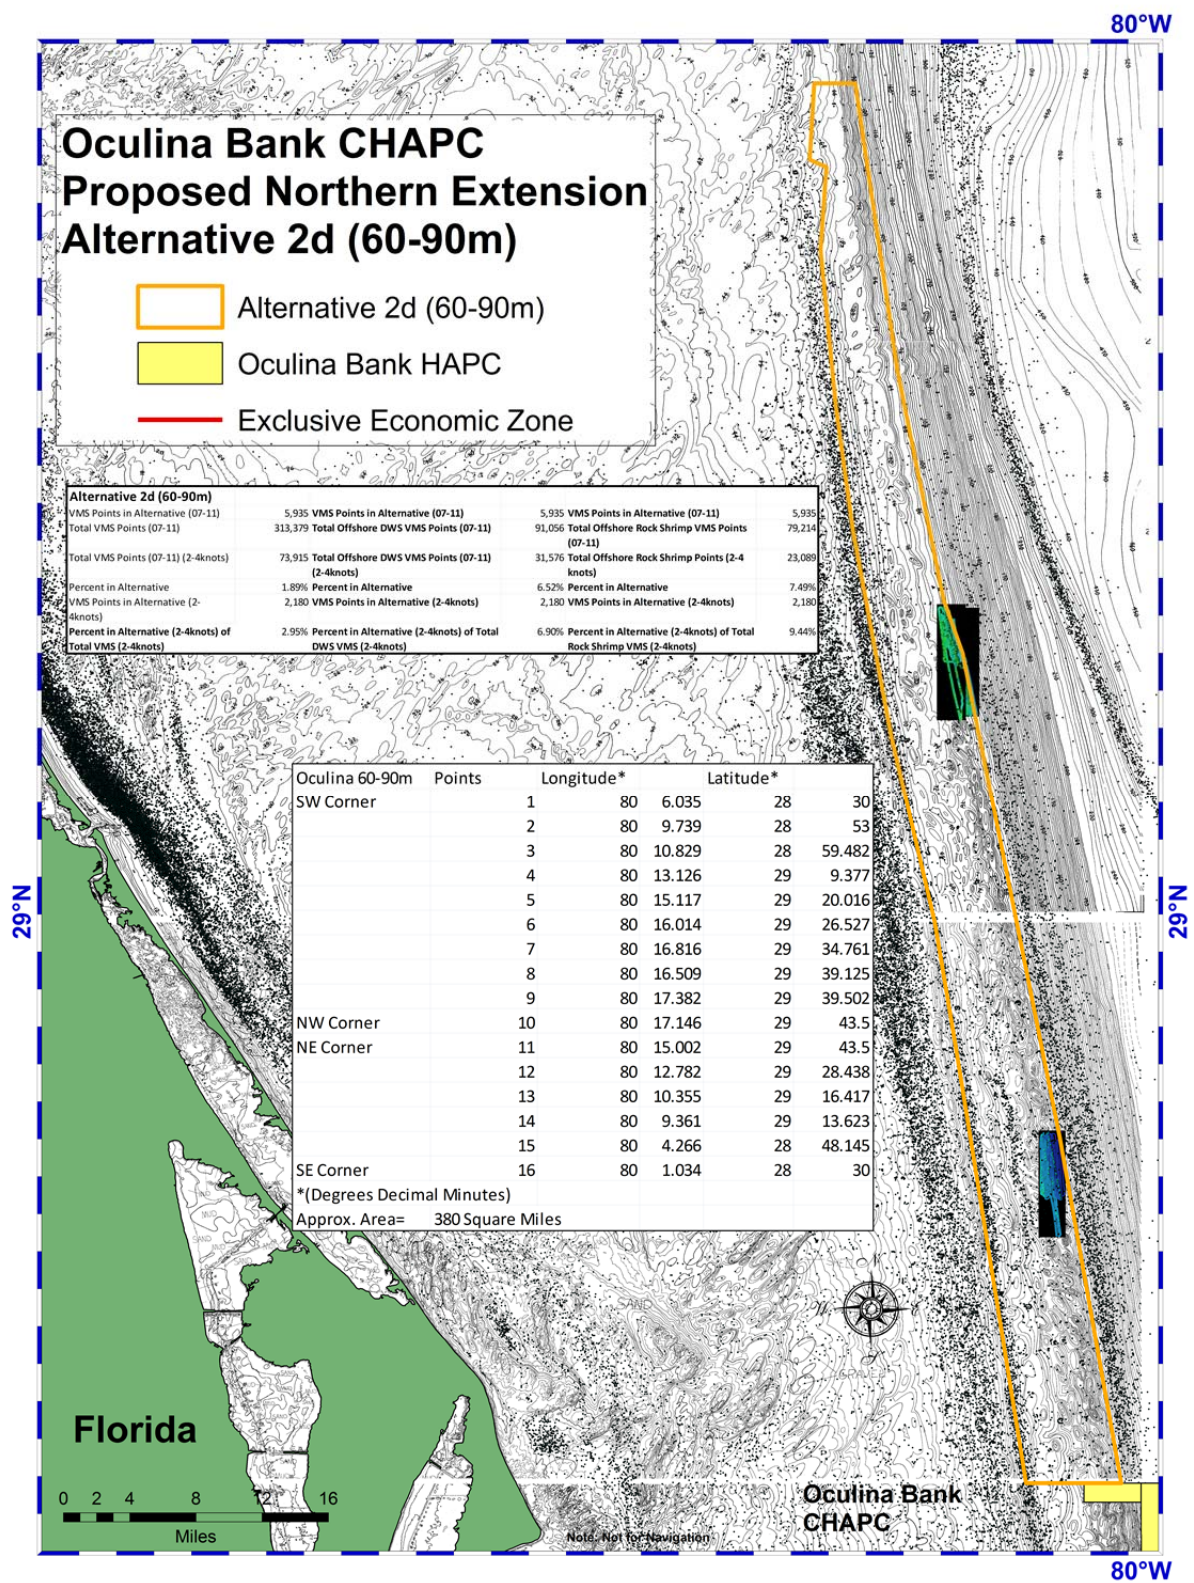 80°W
Oculina Bank CHAPC
Proposed Northern Extension
Alternative 2d (60-90m)
Alternative 2d (60-90m)
Oculina Bank HAPC
Exclusive Economic Zone
Alternative 2d (60-90m)
VMS Points in Alternative (07-11) 5,935 VMS Points in Alternative (07-11) 5,935 VMS Points in Alternative (07-11) 5,935
Total VMS Points (07-11) 313,379 Total Offshore DWS VMS Points (07-11) 91,056 Total Offshore Rock Shrimp VMS Points 79,214
(07-11)
Total VMS Points (07-11) (2-4knots) 73,915 Total Offshore DWS VMS Points (07-11) 31,576 Total Offshore Rock Shrimp Points (2-4 23,089
(2-4knots) knots)
Percent in Alternative 1.89% Percent in Alternative 6.52% Percent in Alternative 7.49%
VMS Points in Alternative (2- 2,180 VMS Points in Alternative (2-4knots) 2,180 VMS Points in Alternative (2-4knots) 2,180
4knots)
Percent in Alternative (2-4knots) of 2.95% Percent in Alternative (2-4knots) of Total 6.90% Percent in Alternative (2-4knots) of Total 9.44%
Total VMS (2-4knots) DWS VMS (2-4knots) Rock Shrimp VMS (2-4knots)
Oculina 60-90m Points Longitude* Latitude*
SW Corner 1 80 6.035 28 30
2 80 9.739 28 53
3 80 10.829 28 59.482
4 80 13.126 29 9.377
5 80 15.117 29 20.016
6 80 16.014 29 26.527
7 80 16.816 29 34.761
8 80 16.509 29 39.125
9 80 17.382 29 39.502
NW Corner 10 80 17.146 29 43.5
NE Corner 11 80 15.002 29 43.5
12 80 12.782 29 28.438
13 80 10.355 29 16.417
14 80 9.361 29 13.623
15 80 4.266 28 48.145
SE Corner 16 80 1.034 28 30
*(Degrees Decimal Minutes)
Approx. Area= 380 Square Miles
29°N
29°N
SAND
Florida
0 2 4 8 12 16
Miles
Oculina Bank
CHAPC
Note: Not for Navigation
80°W